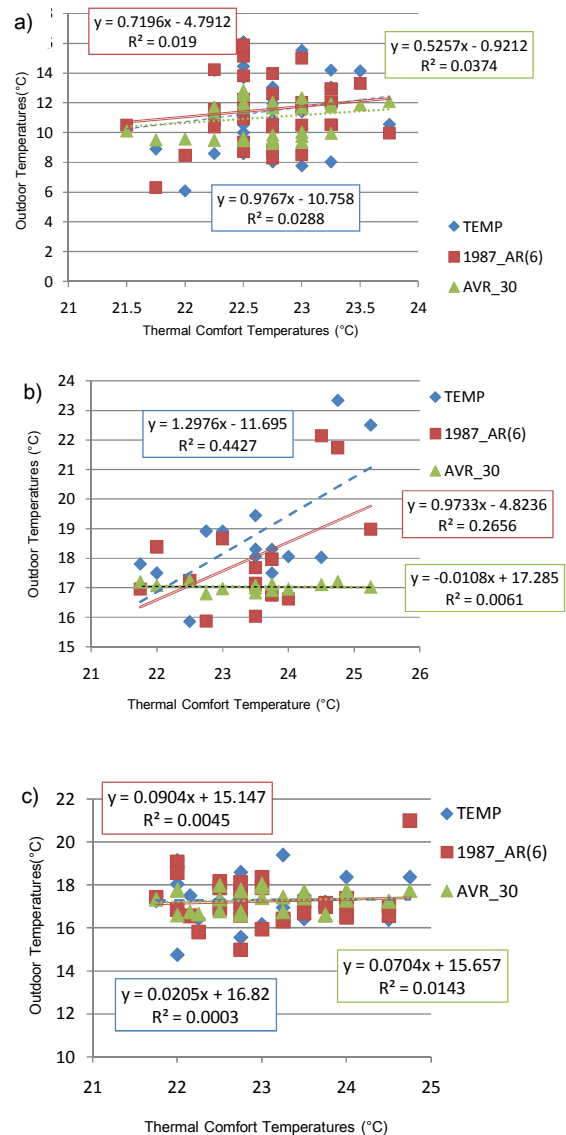 a)
y = 0.7196x - 4.7912
R² = 0.019
y = 0.5257x - 0.9212
R² = 0.0374
y = 0.9767x - 10.758
R² = 0.0288
Outdoor Temperatures(°C)
14
12
10
8
6
4
2
0
21
21.5
22
22.5
23
23.5
24
Thermal Comfort Temperatures (°C)
TEMP
1987_AR(6)
AVR_30
b)
y = 1.2976x - 11.695
R² = 0.4427
y = 0.9733x - 4.8236
R² = 0.2656
y = -0.0108x + 17.285
R² = 0.0061
Outdoor Temperatures (°C)
24
23
22
21
20
19
18
17
16
15
21
22
23
24
25
26
Thermal Comfort Temperature (°C)
TEMP
1987_AR(6)
AVR_30
c)
y = 0.0904x + 15.147
R² = 0.0045
y = 0.0205x + 16.82
R² = 0.0003
y = 0.0704x + 15.657
R² = 0.0143
Outdoor Temperatures(°C)
22
20
18
16
14
12
10
21
22
23
24
25
Thermal Comfort Temperatures (°C)
TEMP
1987_AR(6)
AVR_30